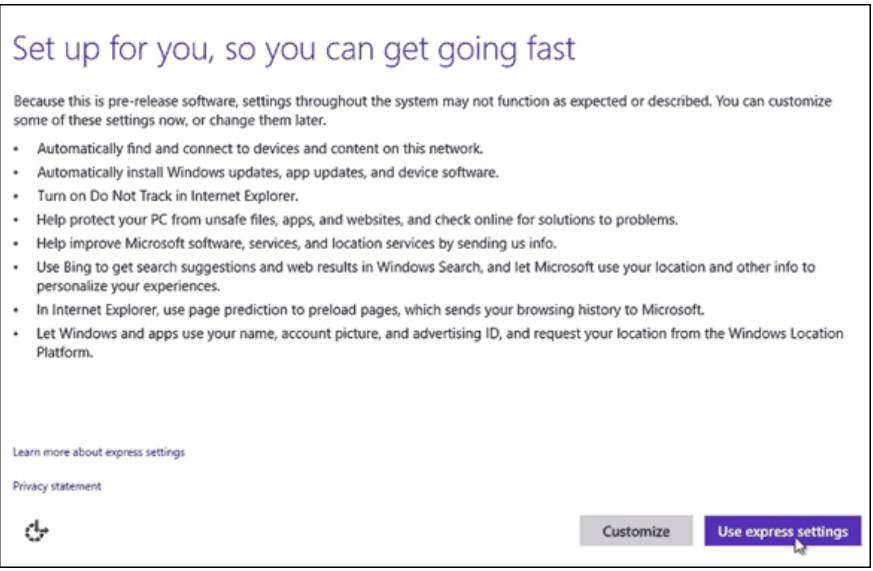 Set up for you, so you can get going fast
Because this is pre-release software, settings throughout the system may not function as expected or described. You can customize
some of these settings now, or change them later.
• Automatically find and connect to devices and content on this network.
• Automatically install Windows updates, app updates, and device software.
• Turn on Do Not Track in Internet Explorer.
• Help protect your PC from unsafe files, apps, and websites, and check online for solutions to problems.
• Help improve Microsoft software, services, and location services by sending us info.
• Use Bing to get search suggestions and web results in Windows Search, and let Microsoft use your location and other info to
personalize your experiences.
• In Internet Explorer, use page prediction to preload pages, which sends your browsing history to Microsoft.
• Let Windows and apps use your name, account picture, and advertising ID, and request your location from the Windows Location
Platform.
Learn more about express settings
Privacy statement
Customize
Use express settings